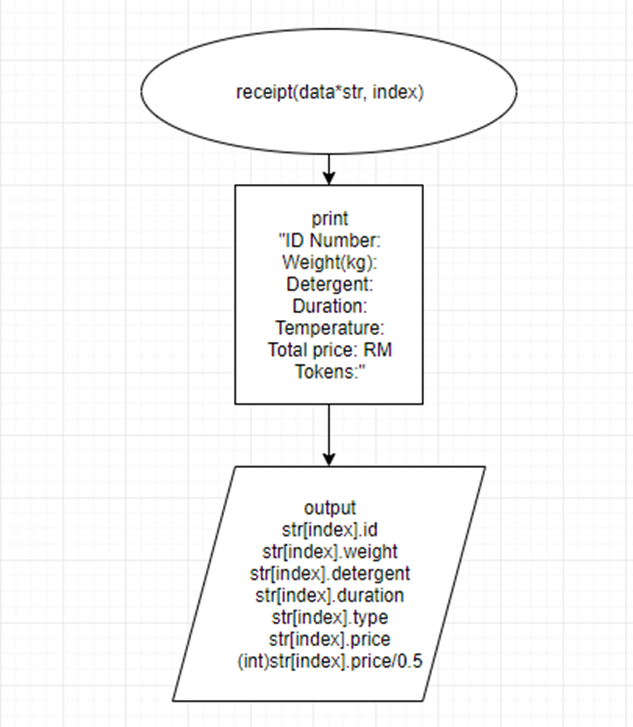 receipt(data*str, index)
print
"ID Number:
Weight(kg):
Detergent:
Duration:
Temperature:
Total price: RM
Tokens:"
output
str[index].id
str[index].weight
str[index].detergent
str[index].duration
str[index].type
str[index].price
(int)str[index].price/0.5